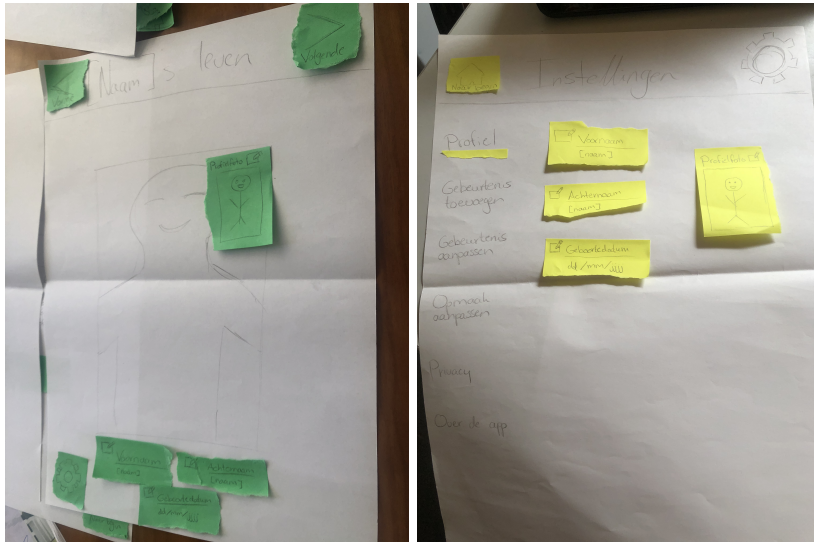 [Naam]'s leven
Volgende
Profielfoto
Voornaam
[naam]
Achternaam
[naam]
Geboortedatum
dd/mm/jjjj
Instellingen
Profiel
Gebeurtenis
toevoegen
Gebeurtenis
aanpassen
Opmaak
aanpassen
Privacy
Over de app
Voornaam
[naam]
Achternaam
[naam]
Geboortedatum
dd/mm/jjjj
Profielfoto